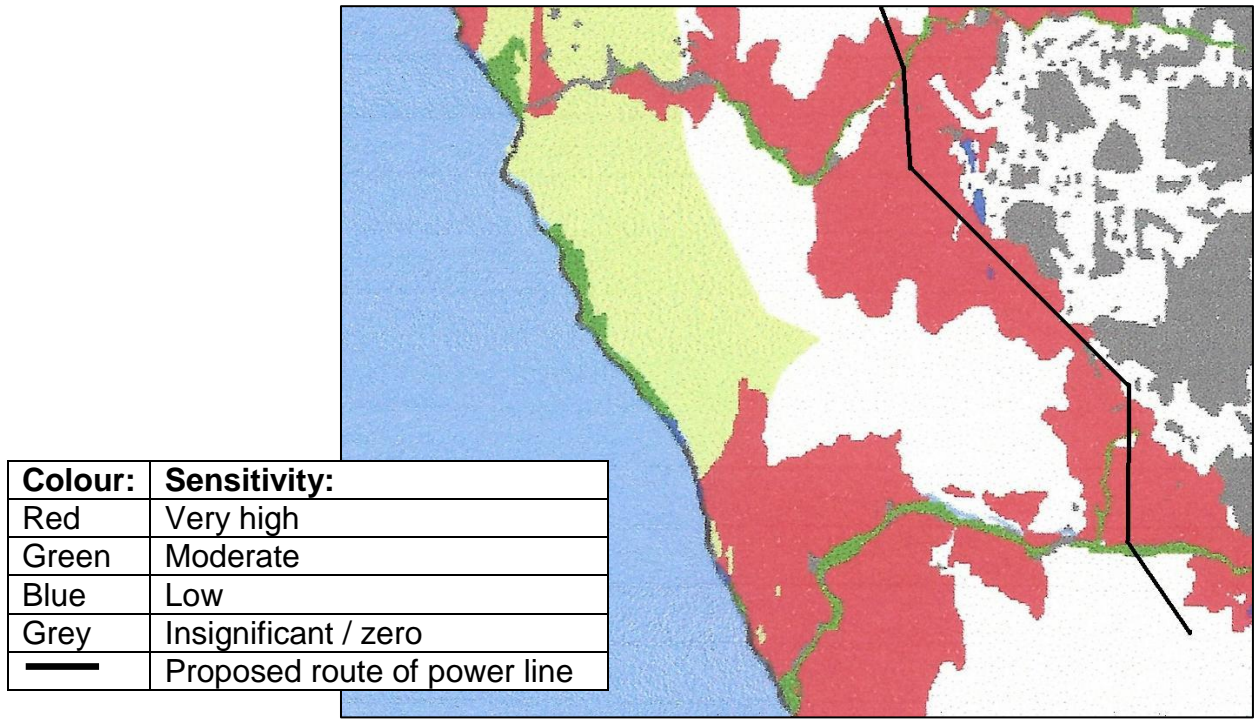 Colour: Sensitivity:
Red Very high
Green Moderate
Blue Low
Grey Insignificant / zero
Proposed route of power line